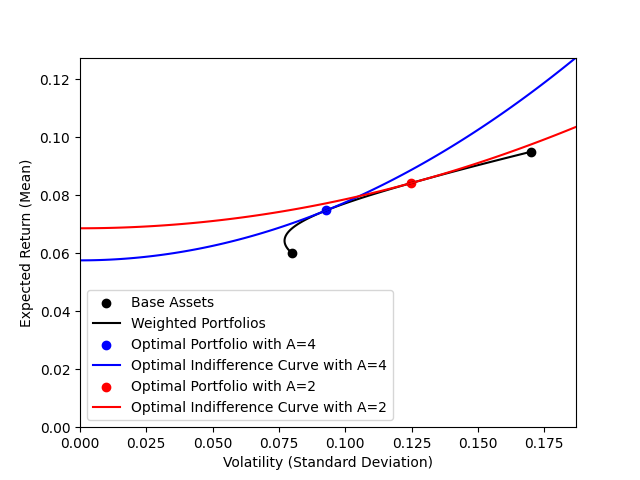 0.12
0.10
0.08
0.06
0.04
0.02
0.00
Expected Return (Mean)
Base Assets
Weighted Portfolios
Optimal Portfolio with A=4
Optimal Indifference Curve with A=4
Optimal Portfolio with A=2
Optimal Indifference Curve with A=2
0.000 0.025 0.050 0.075 0.100 0.125 0.150 0.175
Volatility (Standard Deviation)